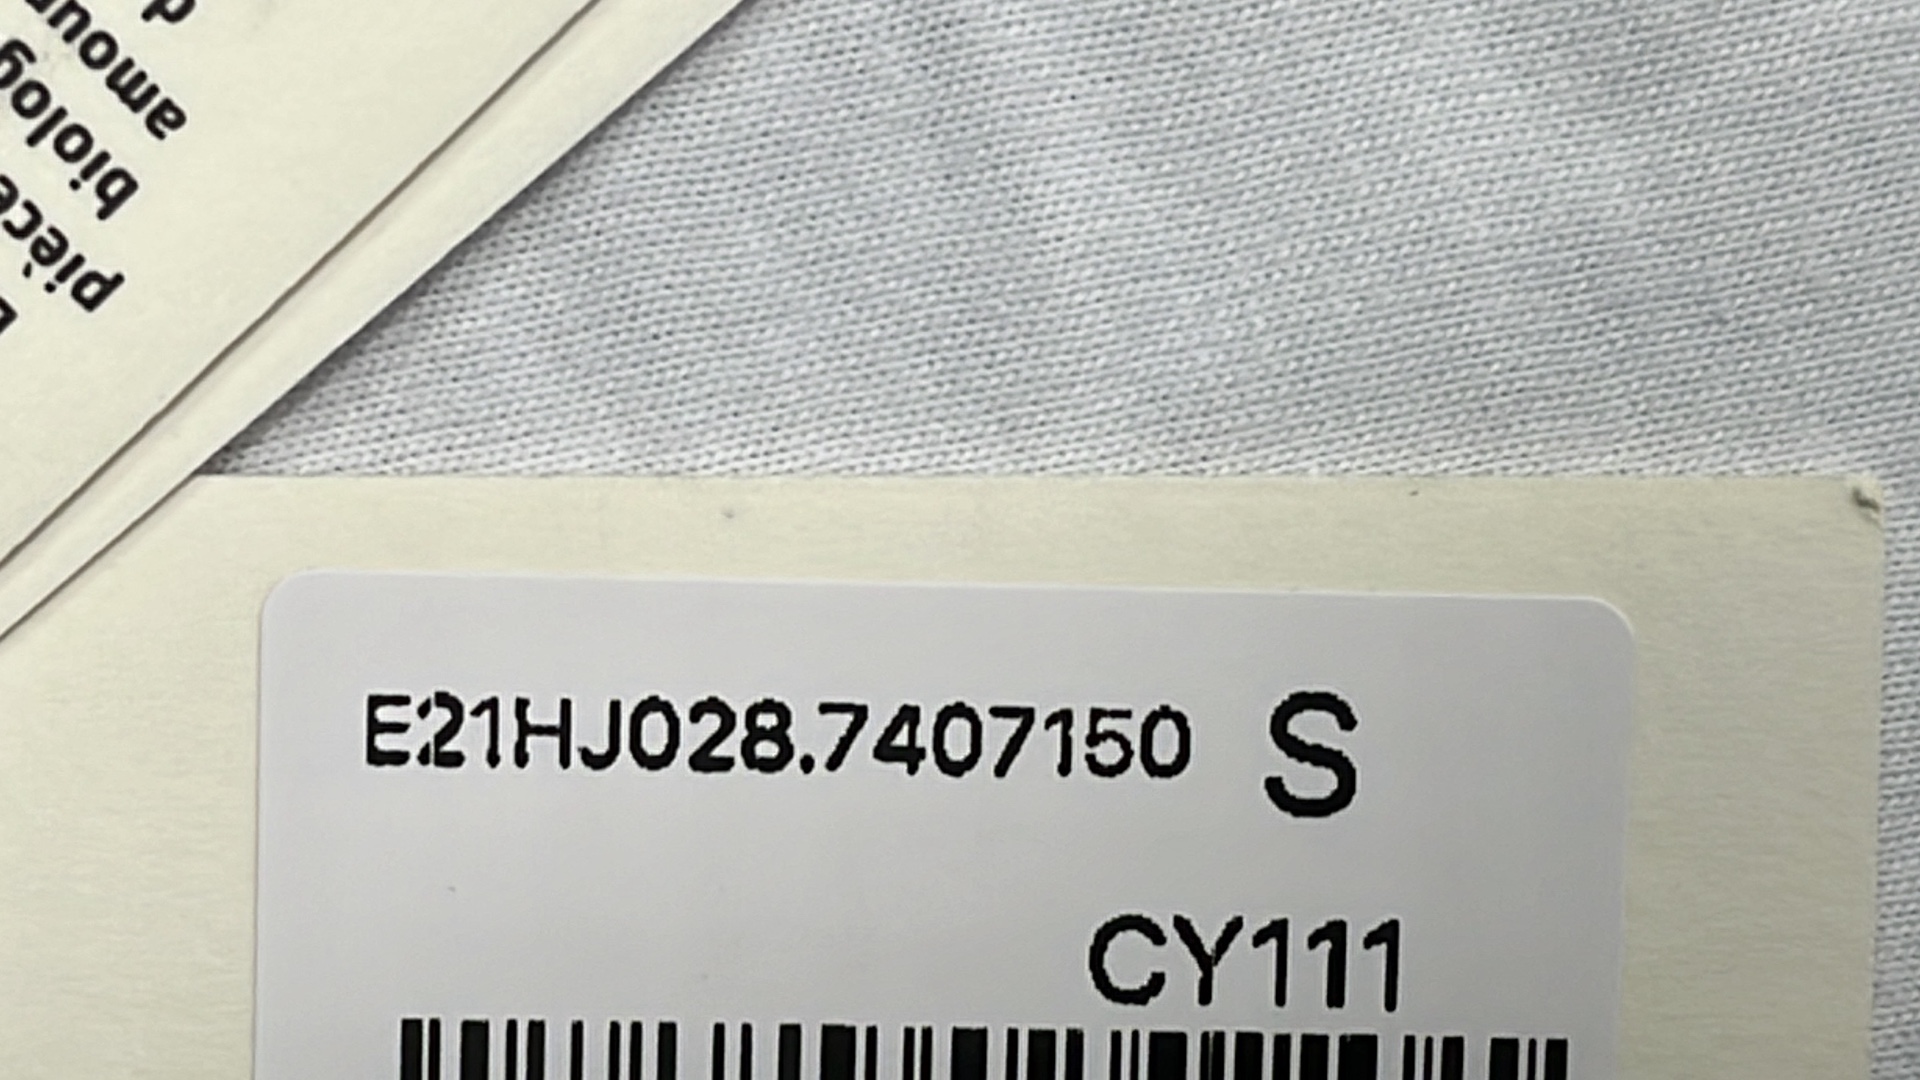 d
amou
biolog
pièce
E21HJ028.7407150 S
CY111